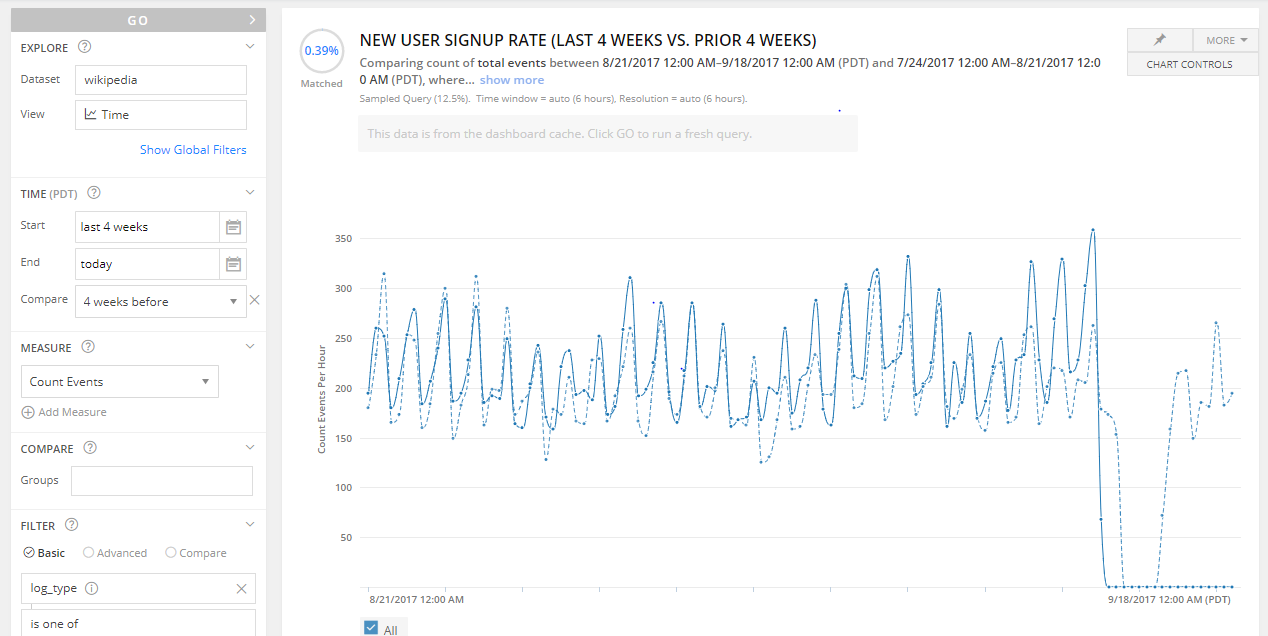 GO
EXPLORE
Dataset
wikipedia
View
Time
Show Global Filters
TIME (PDT)
Start
last 4 weeks
End
today
Compare
4 weeks before
MEASURE
Count Events
Add Measure
COMPARE
Groups
FILTER
Basic
Advanced
Compare
log_type
is one of
0.39%
Matched
NEW USER SIGNUP RATE (LAST 4 WEEKS VS. PRIOR 4 WEEKS)
Comparing count of total events between 8/21/2017 12:00 AM–9/18/2017 12:00 AM (PDT) and 7/24/2017 12:00 AM–8/21/2017 12:0
0 AM (PDT), where... show more
Sampled Query (12.5%). Time window = auto (6 hours), Resolution = auto (6 hours).
This data is from the dashboard cache. Click GO to run a fresh query.
MORE
CHART CONTROLS
Count Events Per Hour
350
300
250
200
150
100
50
8/21/2017 12:00 AM
9/18/2017 12:00 AM (PDT)
All